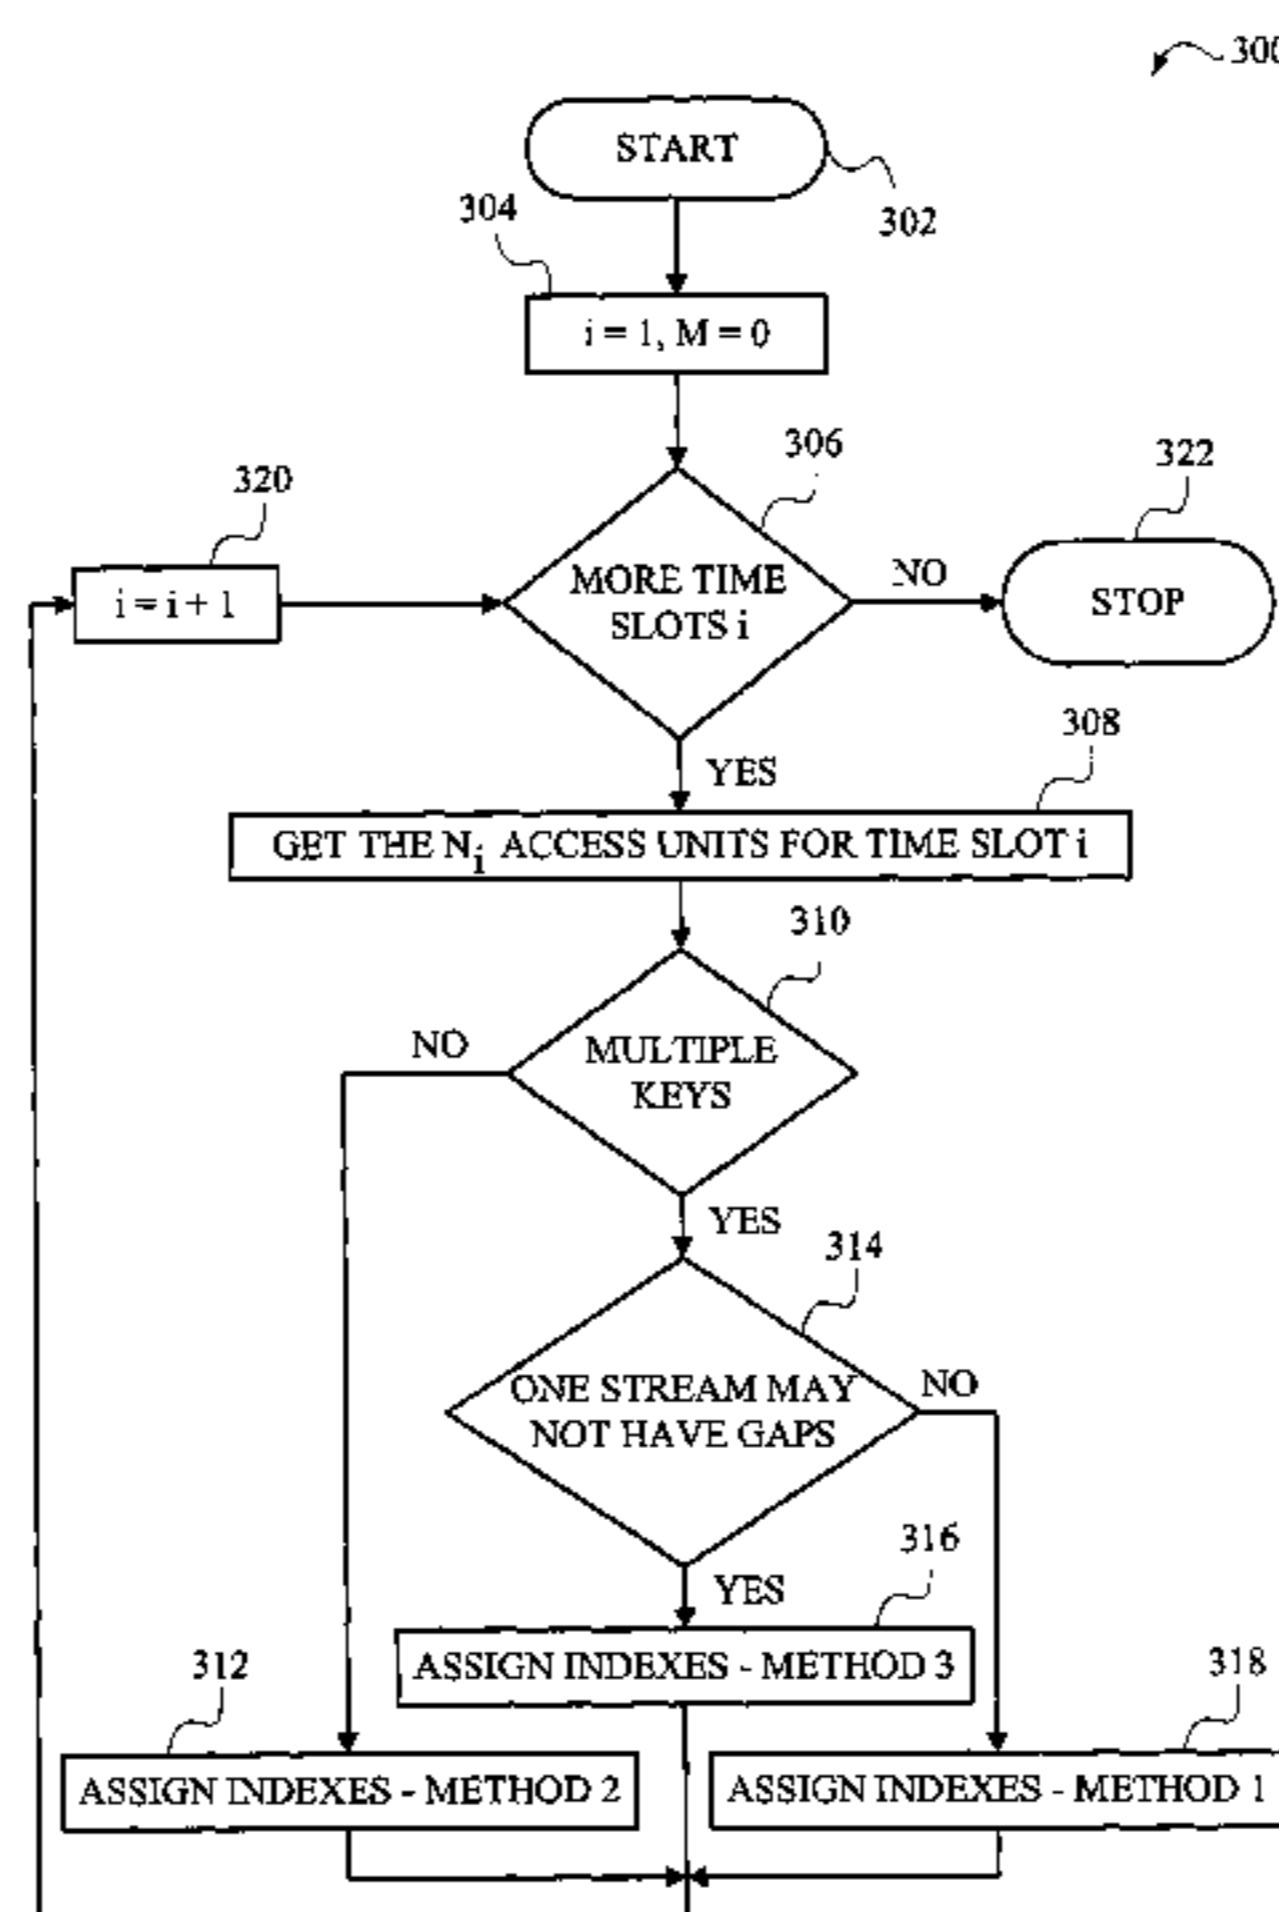 300
START
302
304
i = 1, M = 0
306
322
320
MORE TIME
SLOTS i
NO
STOP
i = i + 1
308
YES
GET THE Ni ACCESS UNITS FOR TIME SLOT i
310
NO
MULTIPLE
KEYS
YES
314
ONE STREAM MAY
NOT HAVE GAPS
NO
316
YES
ASSIGN INDEXES - METHOD 3
312
318
ASSIGN INDEXES - METHOD 2
ASSIGN INDEXES - METHOD 1